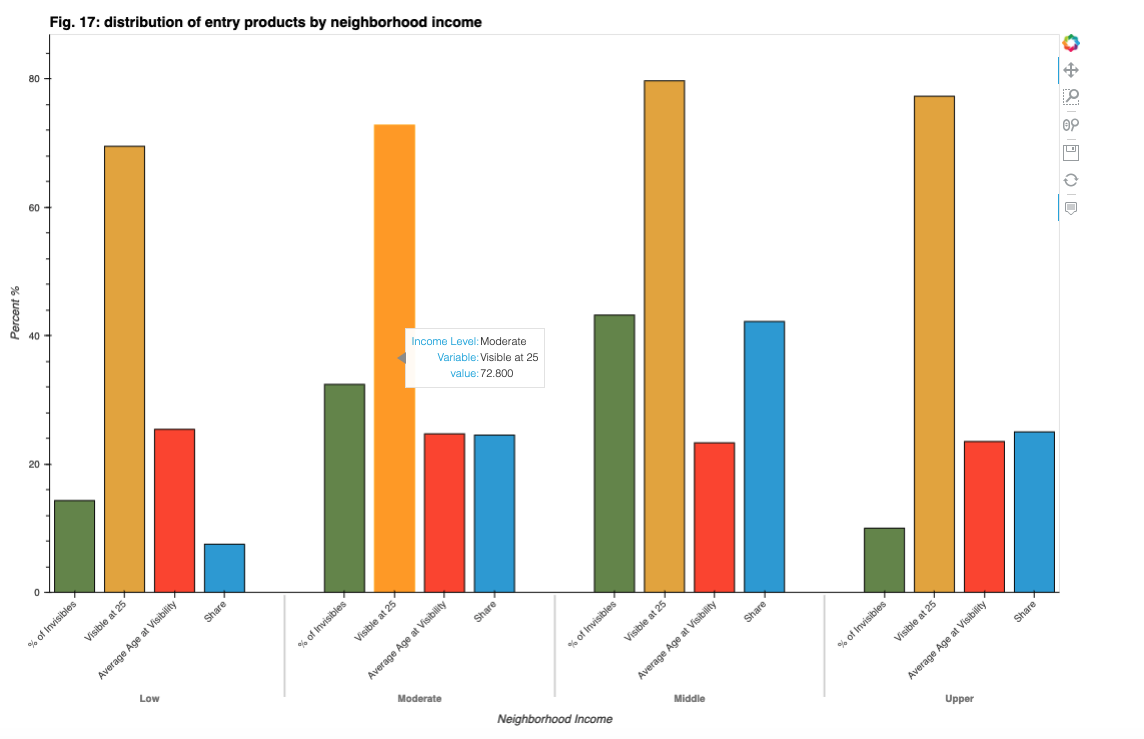 Fig. 17: distribution of entry products by neighborhood income
80
60
40
20
0
Percent %
Income Level: Moderate
Variable: Visible at 25
value: 72.800
% of Invisibles
Visible at 25
Average Age at Visibility
Share
% of Invisibles
Visible at 25
Average Age at Visibility
Share
% of Invisibles
Visible at 25
Average Age at Visibility
Share
% of Invisibles
Visible at 25
Average Age at Visibility
Share
Low
Moderate
Middle
Upper
Neighborhood Income